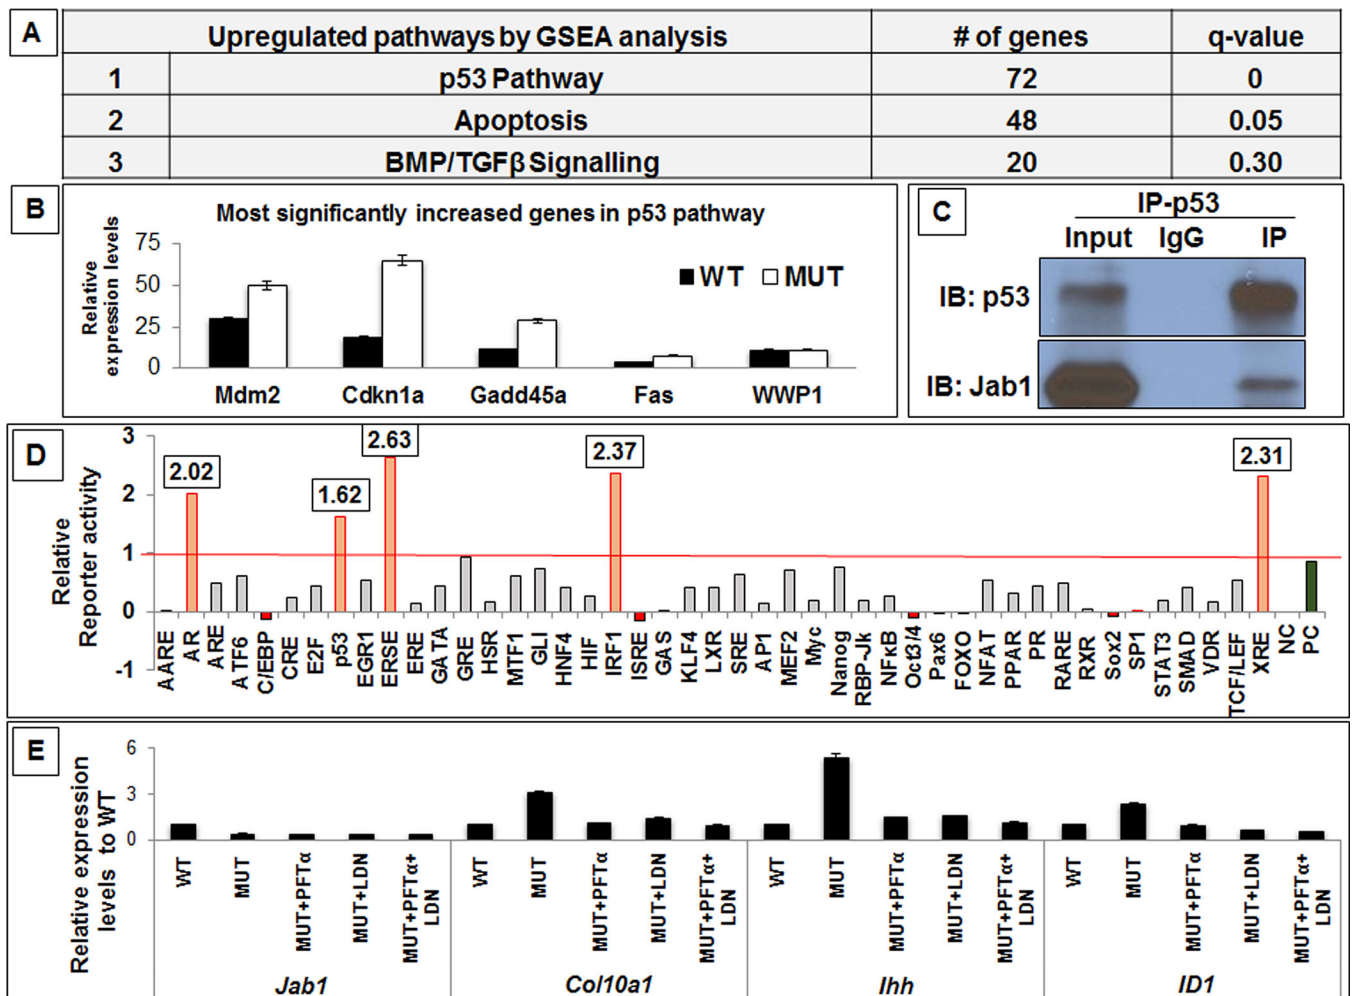 A
Upregulated pathways by GSEA analysis # of genes q-value
1 p53 Pathway 72 0
2 Apoptosis 48 0.05
3 BMP/TGFβ Signalling 20 0.30
B
Most significantly increased genes in p53 pathway
Relative
expression levels
75
50
25
0
WT MUT
Mdm2 Cdkn1a Gadd45a Fas WWP1
C
IP-p53
Input IgG IP
IB: p53
IB: Jab1
D
Relative
Reporter activity
3
2
1
0
-1
2.02 1.62 2.63 2.37 2.31
AARE AR ARE ATF6 C/EBP CRE E2F p53 EGR1 ERSE ERE GATA GRE HSR MTF1 GLI HNF4 HIF IRF1 ISRE GAS KLF4 LXR SRE AP1 MEF2 Myc Nanog RBP-Jk NFκB Oct3/4 Pax6 FOXO NFAT PPAR PR RARE RXR Sox2 SP1 STAT3 SMAD VDR TCF/LEF XRE NC PC
E
Relative expression
levels to WT
6
3
0
WT MUT MUT+PFTα MUT+LDN MUT+PFTα+
LDN
WT MUT MUT+PFTα MUT+LDN MUT+PFTα+
LDN
WT MUT MUT+PFTα MUT+LDN MUT+PFTα+
LDN
WT MUT MUT+PFTα MUT+LDN MUT+PFTα+
LDN
Jab1 Col10a1 Ihh ID1